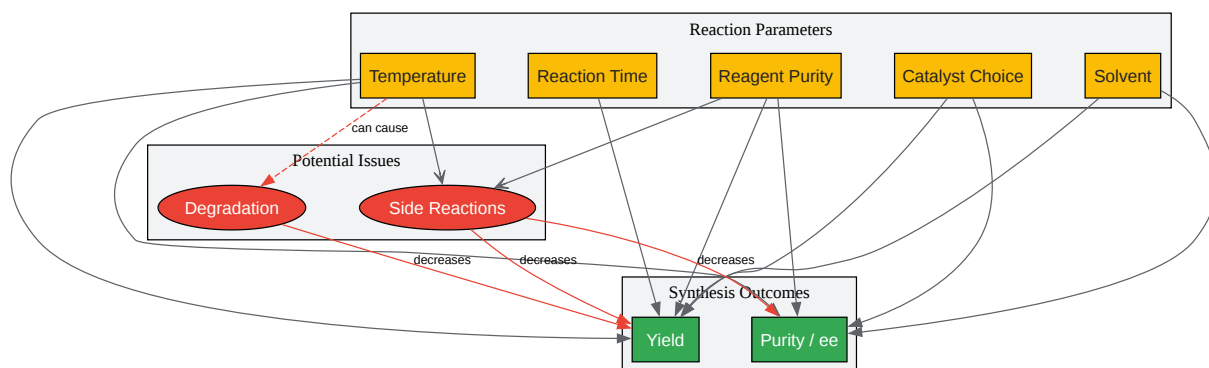 Reaction Parameters
Temperature
Reaction Time
Reagent Purity
Catalyst Choice
Solvent
can cause
Potential Issues
Degradation
Side Reactions
decreases
decreases
decreases
Synthesis Outcomes
Yield
Purity / ee